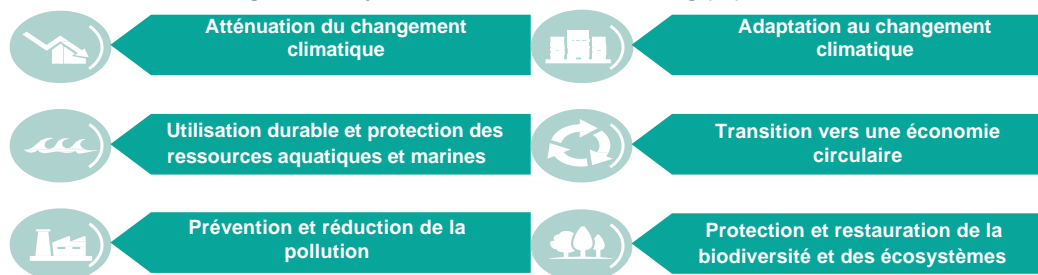 Atténuation du changement
climatique
Adaptation au changement
climatique
Utilisation durable et protection des
ressources aquatiques et marines
Transition vers une économie
circulaire
Prévention et réduction de la
pollution
Protection et restauration de la
biodiversité et des écosystèmes